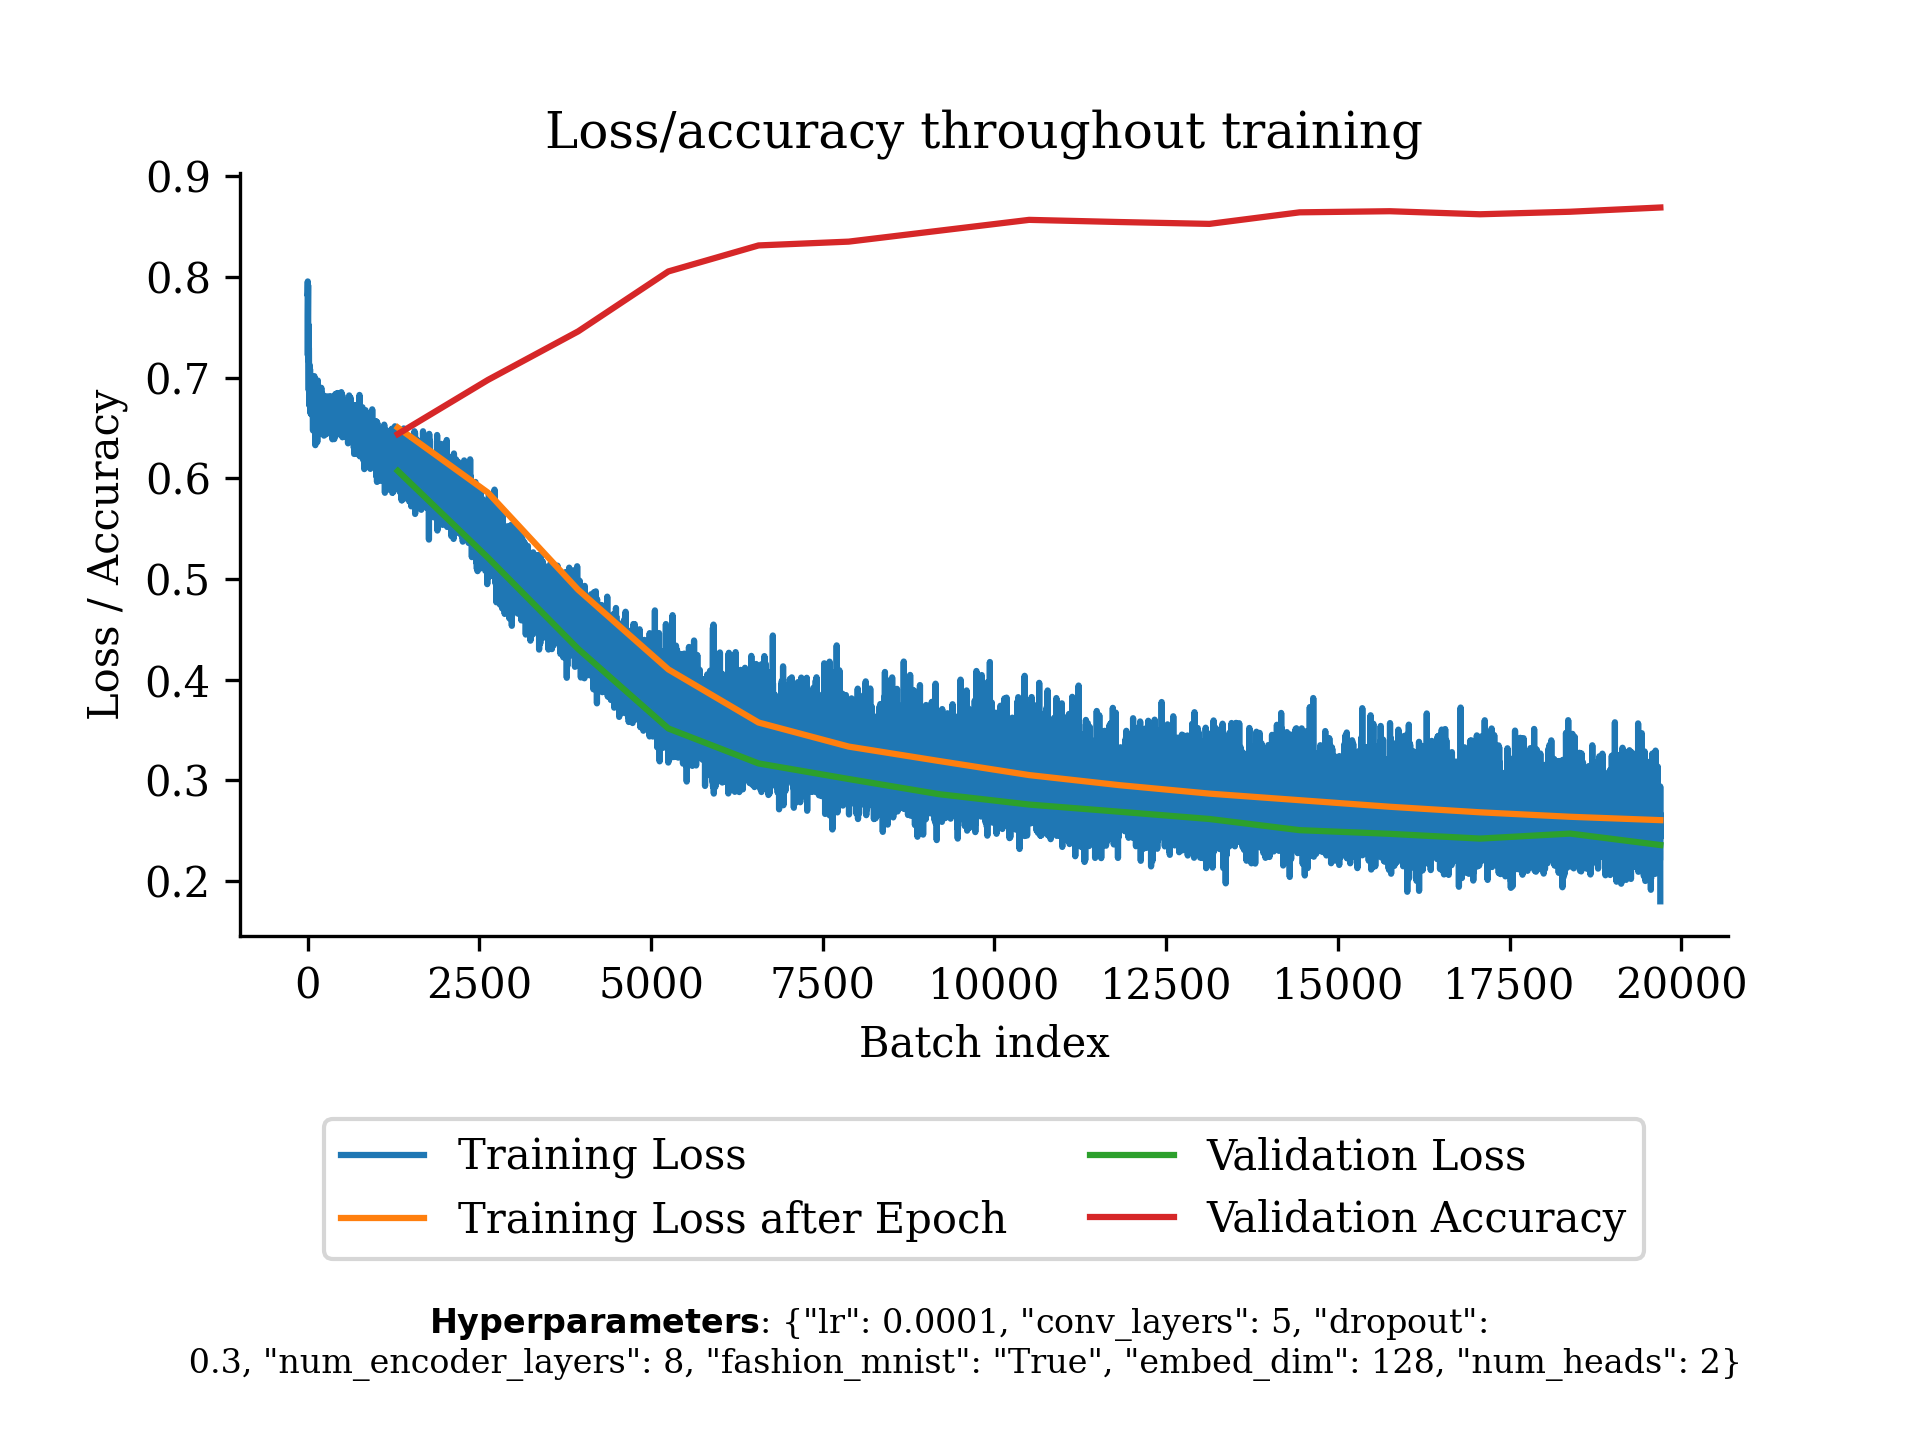 Loss/accuracy throughout training
0.9
0.8
0.7
0.6
0.5
0.4
0.3
0.2
Loss / Accuracy
0 2500 5000 7500 10000 12500 15000 17500 20000
Batch index
Training Loss
Training Loss after Epoch
Validation Loss
Validation Accuracy
Hyperparameters: {"lr": 0.0001, "conv_layers": 5, "dropout":
0.3, "num_encoder_layers": 8, "fashion_mnist": "True", "embed_dim": 128, "num_heads": 2}